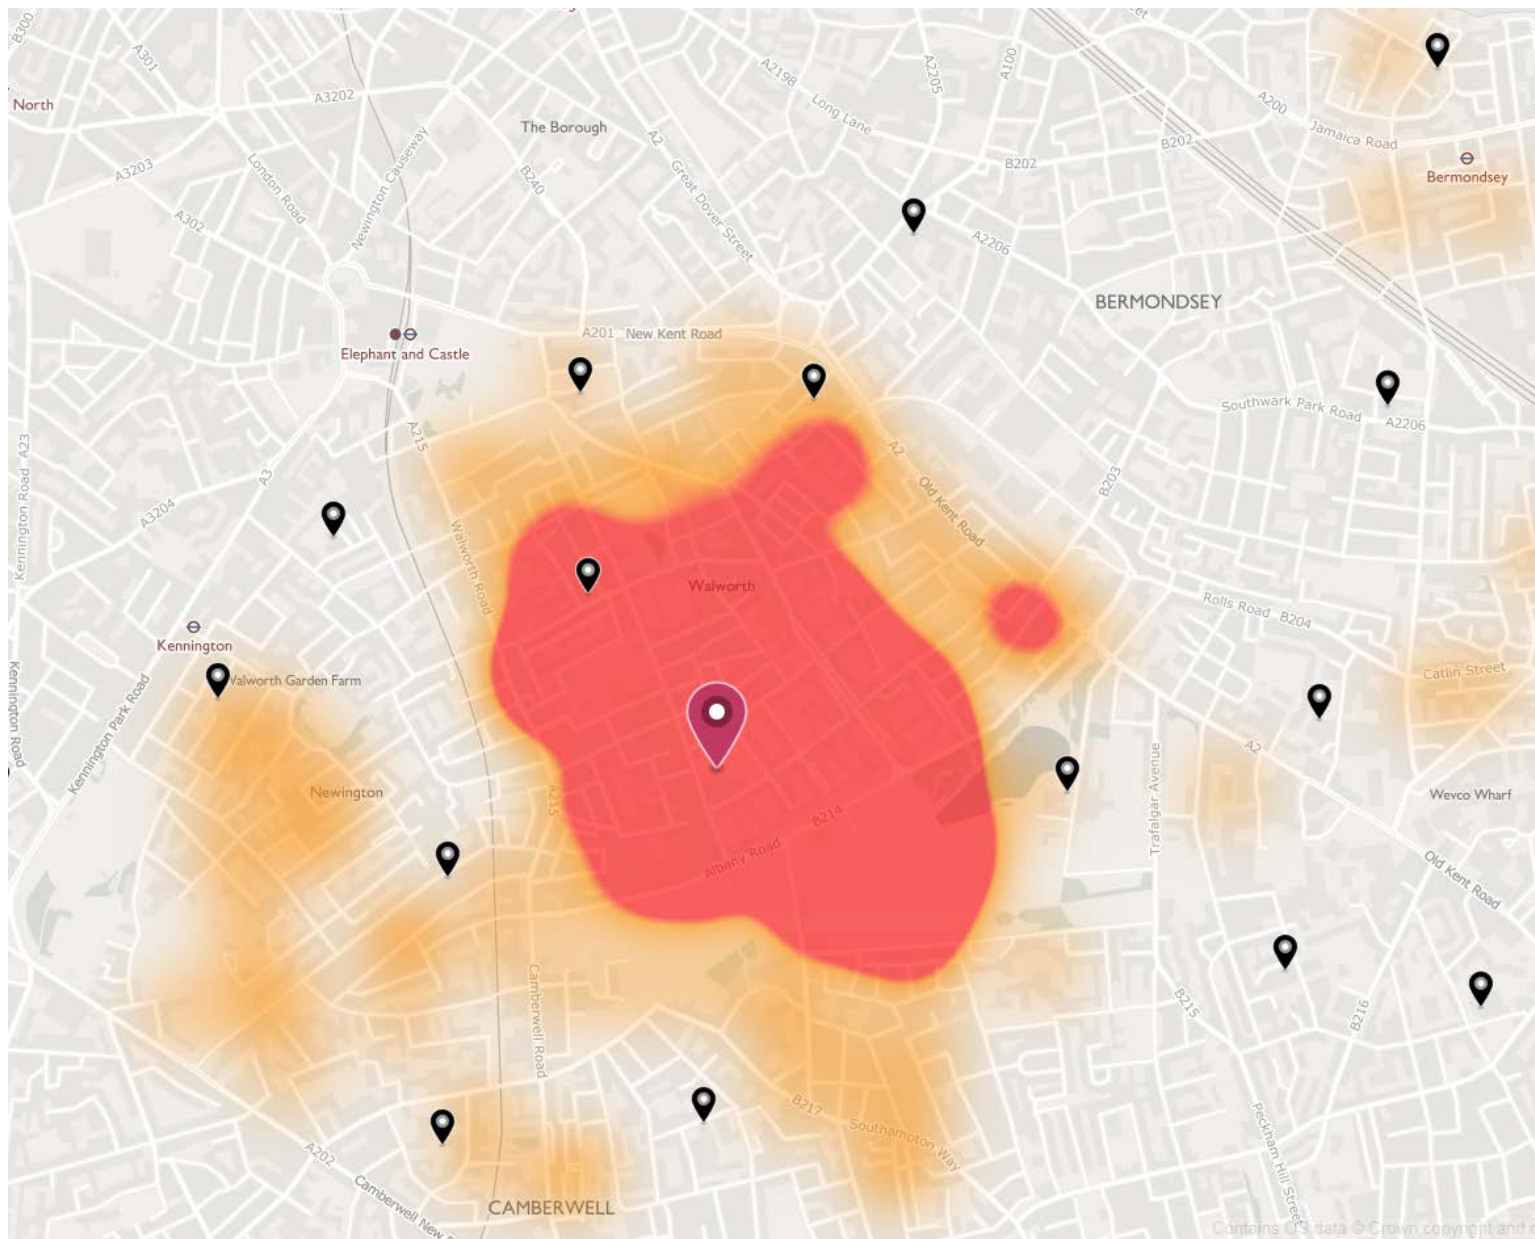 B300
A301
North
A3202
A3203
London Road
Newington Causeway
A302
The Borough
B240
A2
Great Dover Street
A2198
Long Lane
A2205
A100
B202
B202
A200
Jamaica Road
Bermondsey
A2206
BERMONDSEY
Elephant and Castle
A201
New Kent Road
A215
A3
A3204
Kennington Road A23
Walworth Road
Walworth
A2
Old Kent Road
B203
Southwark Park Road
A2206
Rolls Road B204
Catlin Street
Kennington
Walworth Garden Farm
Kennington Park Road
Kennington Road
Newington
A215
B214
Albany Road
Trafalgar Avenue
A2
Wevco Wharf
Old Kent Road
Camberwell Road
B215
B216
B217
Southampton Way
Peckham Hill Street
A202
Camberwell New
CAMBERWELL
Contains OS data © Crown copyright and